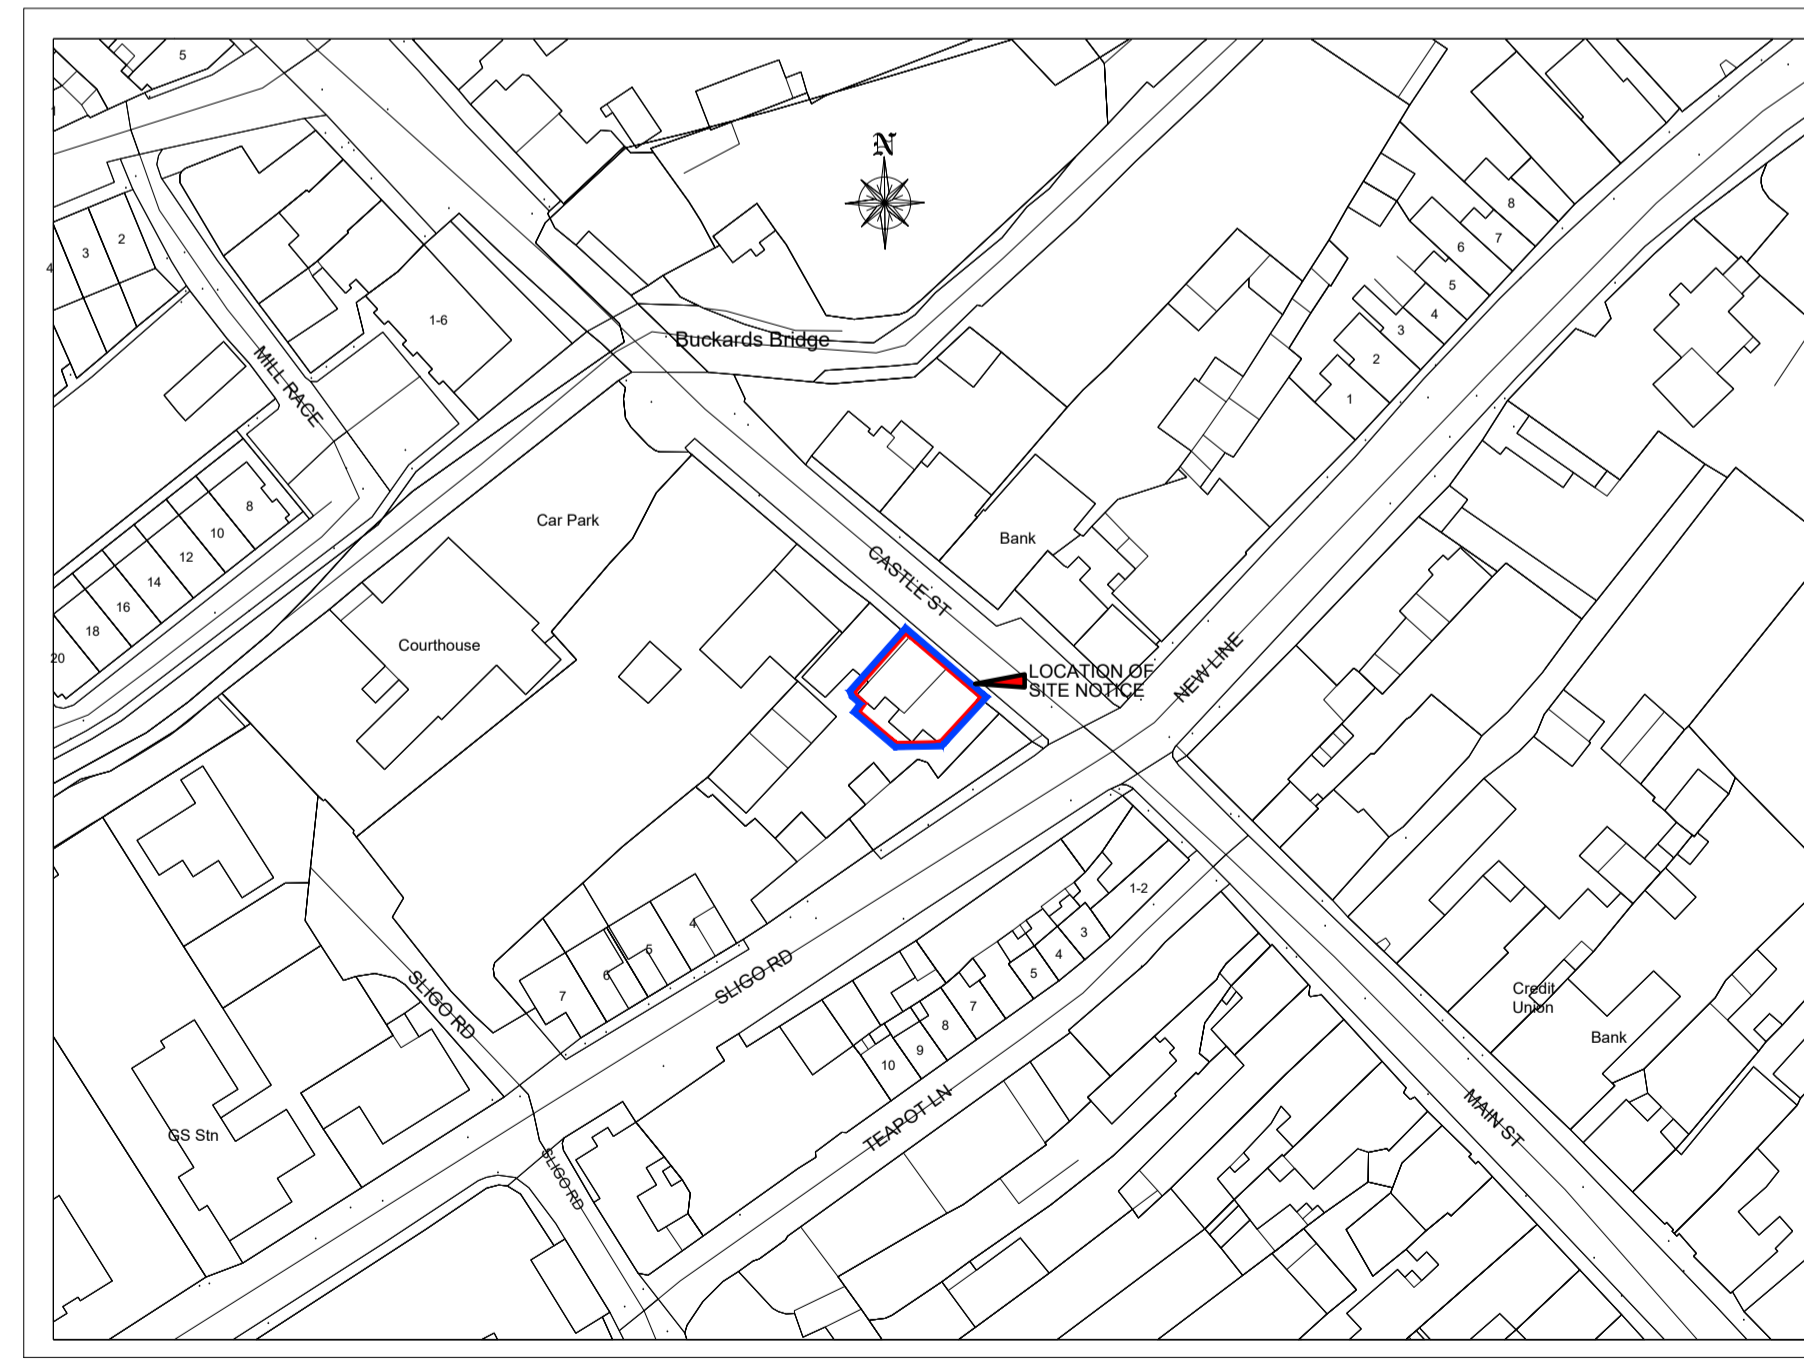 5
1
N
8
7
6
5
4
3
2
1
2
3
4
1-6
Buckards Bridge
MILL RACE
8
10
12
14
16
18
20
Car Park
Bank
CASTLE ST
Courthouse
NEW LINE
LOCATION OF
SITE NOTICE
1-2
3
4
5
7
8
9
10
4
5
6
7
SLIGO RD
SLIGO RD
SLIGO RD
TEAPOT LN
GS Stn
Credit
Union
Bank
MAIN ST